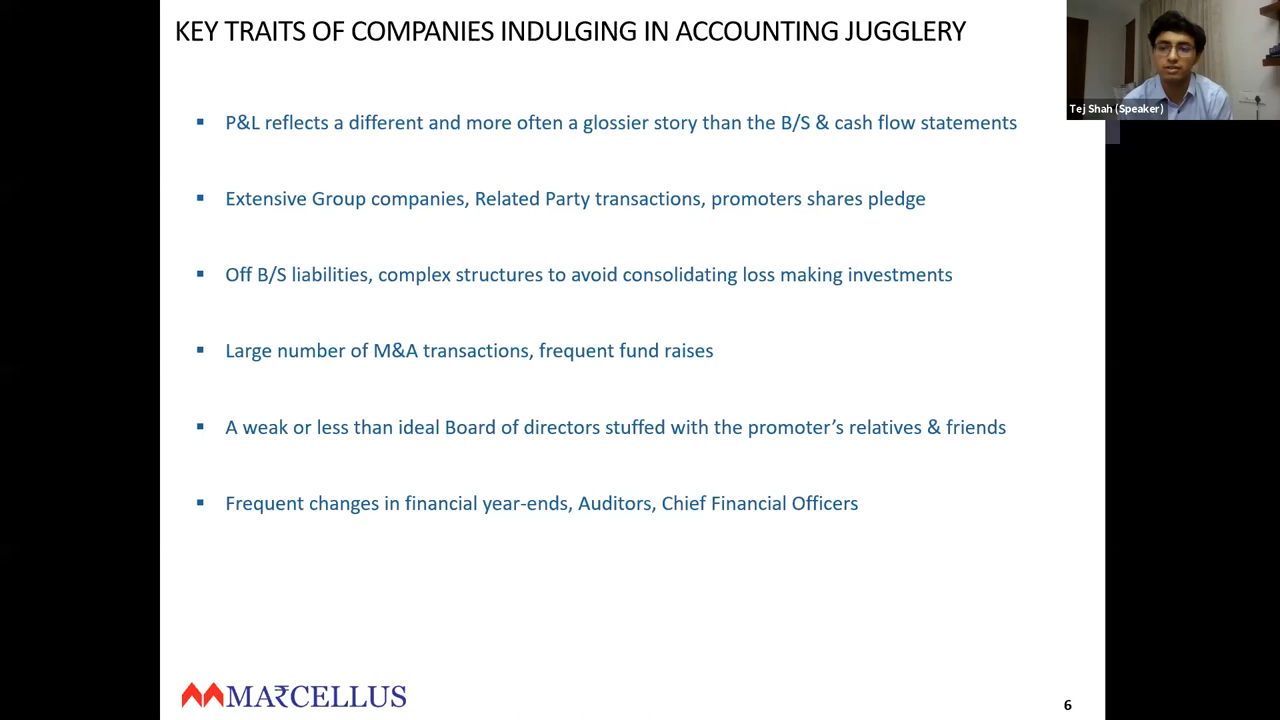 KEY TRAITS OF COMPANIES INDULGING IN ACCOUNTING JUGGLERY
Tej Shah (Speaker)
▪ P&L reflects a different and more often a glossier story than the B/S & cash flow statements
▪ Extensive Group companies, Related Party transactions, promoters shares pledge
▪ Off B/S liabilities, complex structures to avoid consolidating loss making investments
▪ Large number of M&A transactions, frequent fund raises
▪ A weak or less than ideal Board of directors stuffed with the promoter’s relatives & friends
▪ Frequent changes in financial year-ends, Auditors, Chief Financial Officers
MA₹CELLUS
6